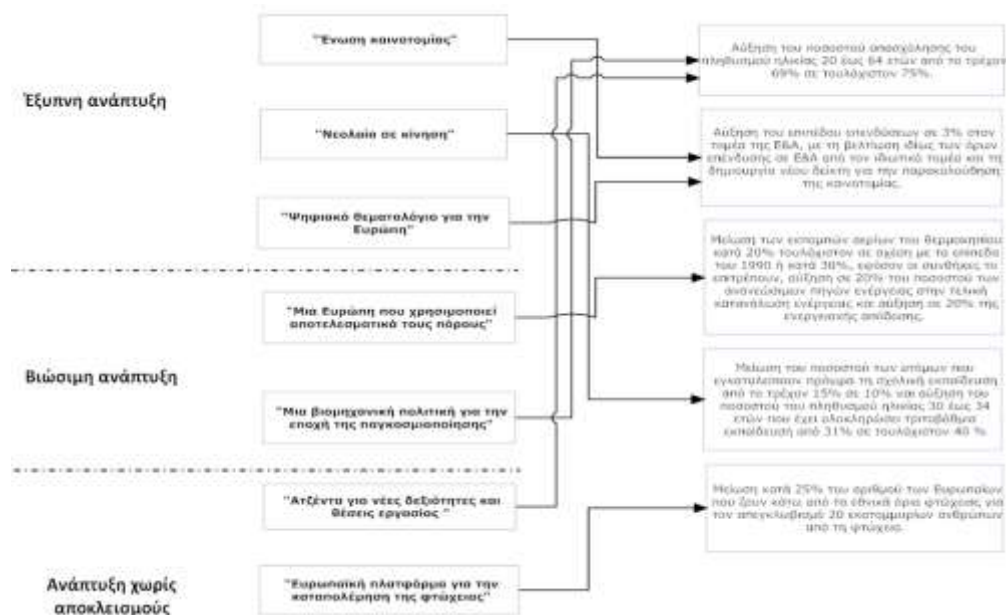 "Ένωση καινοτομίας"
Αύξηση του ποσοστού απασχόλησης του
πληθυσμού ηλικίας 20 έως 64 ετών από το τρέχον
69% σε τουλάχιστον 75%.
Έξυπνη ανάπτυξη
"Νεολαία σε κίνηση"
Αύξηση του επιπέδου επενδύσεων σε 3% στον
τομέα της Ε&Α, με τη βελτίωση ιδίως των όρων
επένδυσης σε Ε&Α από τον ιδιωτικό τομέα και τη
δημιουργία νέου δείκτη για την παρακολούθηση
της καινοτομίας.
"Ψηφιακό θεματολόγιο για την
Ευρώπη"
Μείωση των εκπομπών αερίων του θερμοκηπίου
κατά 20% τουλάχιστον σε σχέση με τα επίπεδα
του 1990 ή κατά 30%, εφόσον οι συνθήκες το
επιτρέπουν, αύξηση σε 20% του ποσοστού των
ανανεώσιμων πηγών ενέργειας στην τελική
κατανάλωση ενέργειας και αύξηση σε 20% της
ενεργειακής απόδοσης.
"Μια Ευρώπη που χρησιμοποιεί
αποτελεσματικά τους πόρους"
Βιώσιμη ανάπτυξη
Μείωση του ποσοστού των ατόμων που
εγκαταλείπουν πρόωρα τη σχολική εκπαίδευση
από το τρέχον 15% σε 10% και αύξηση του
ποσοστού του πληθυσμού ηλικίας 30 έως 34
ετών που έχει ολοκληρώσει τριτοβάθμια
εκπαίδευση από 31% σε τουλάχιστον 40 %
"Μια βιομηχανική πολιτική για την
εποχή της παγκοσμιοποίησης"
"Ατζέντα για νέες δεξιότητες και
θέσεις εργασίας "
Μείωση κατά 25% του αριθμού των Ευρωπαίων
που ζουν κάτω από τα εθνικά όρια φτώχειας για
τον απεγκλωβισμό 20 εκατομμυρίων ανθρώπων
από τη φτώχεια.
Ανάπτυξη χωρίς
αποκλεισμούς
"Ευρωπαϊκή πλατφόρμα για την
καταπολέμηση της φτώχειας"